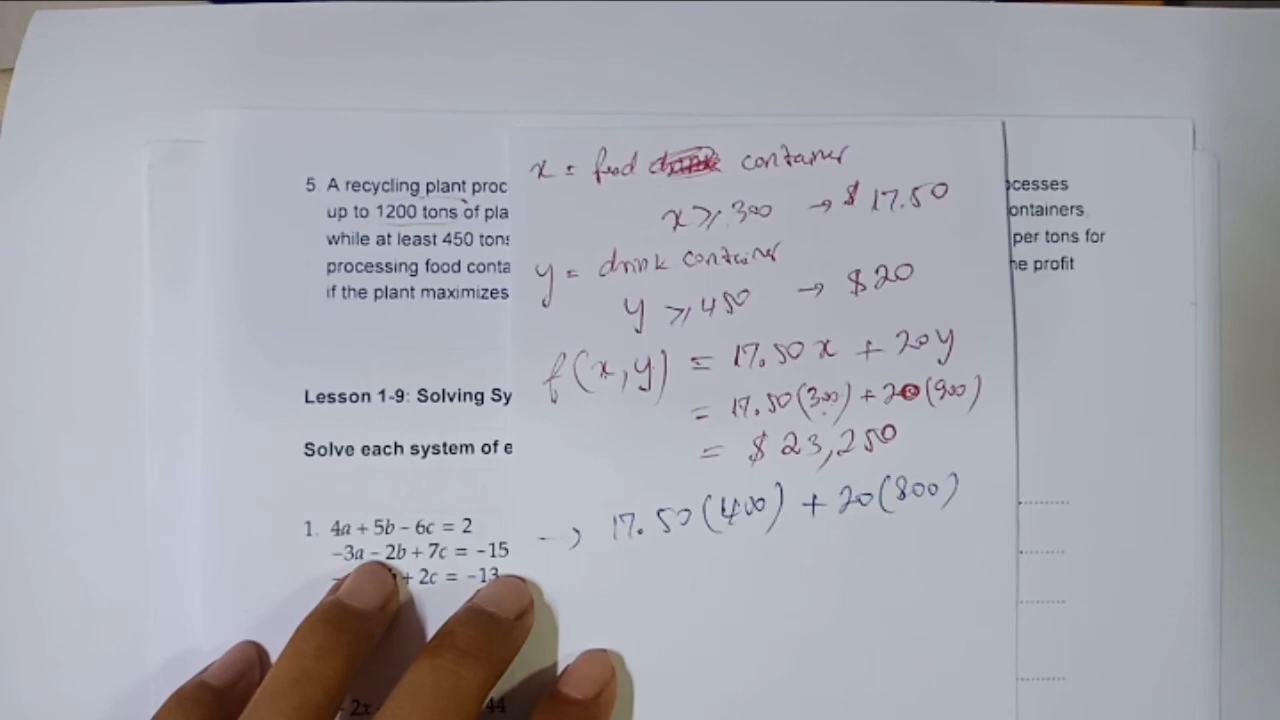 5. A recycling plant proc
up to 1200 tons of pla
while at least 450 tons
processing food conta
if the plant maximizes
cesses
ontainers
per tons for
he profit
x = food container
x ≥ 300 → $17.50
y = drink container
y ≥ 450 → $20
f(x,y) = 17.50x + 20y
= 17.50(300) + 20(900)
= $23,250
→ 17.50(400) + 20(800)
Lesson 1-9: Solving Sy
Solve each system of e
1. 4a + 5b − 6c = 2
−3a − 2b + 7c = −15
+ 2c = −13
44